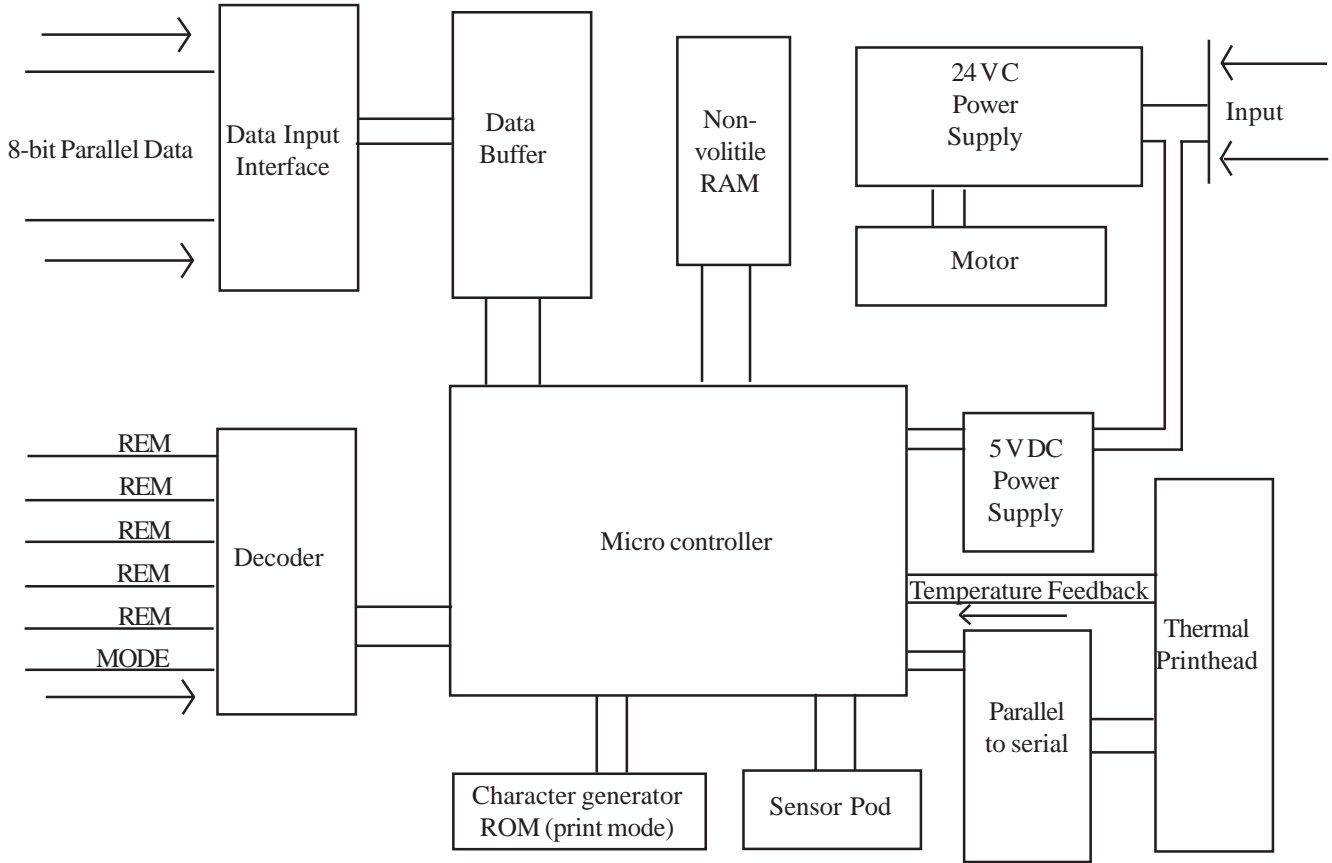 8-bit Parallel Data
Data Input
Interface
Data
Buffer
Non-
volitile
RAM
24 V C
Power
Supply
Input
Motor
REM
REM
REM
REM
REM
MODE
Decoder
Micro controller
5 V DC
Power
Supply
Temperature Feedback
Thermal
Printhead
Parallel
to serial
Character generator
ROM (print mode)
Sensor Pod